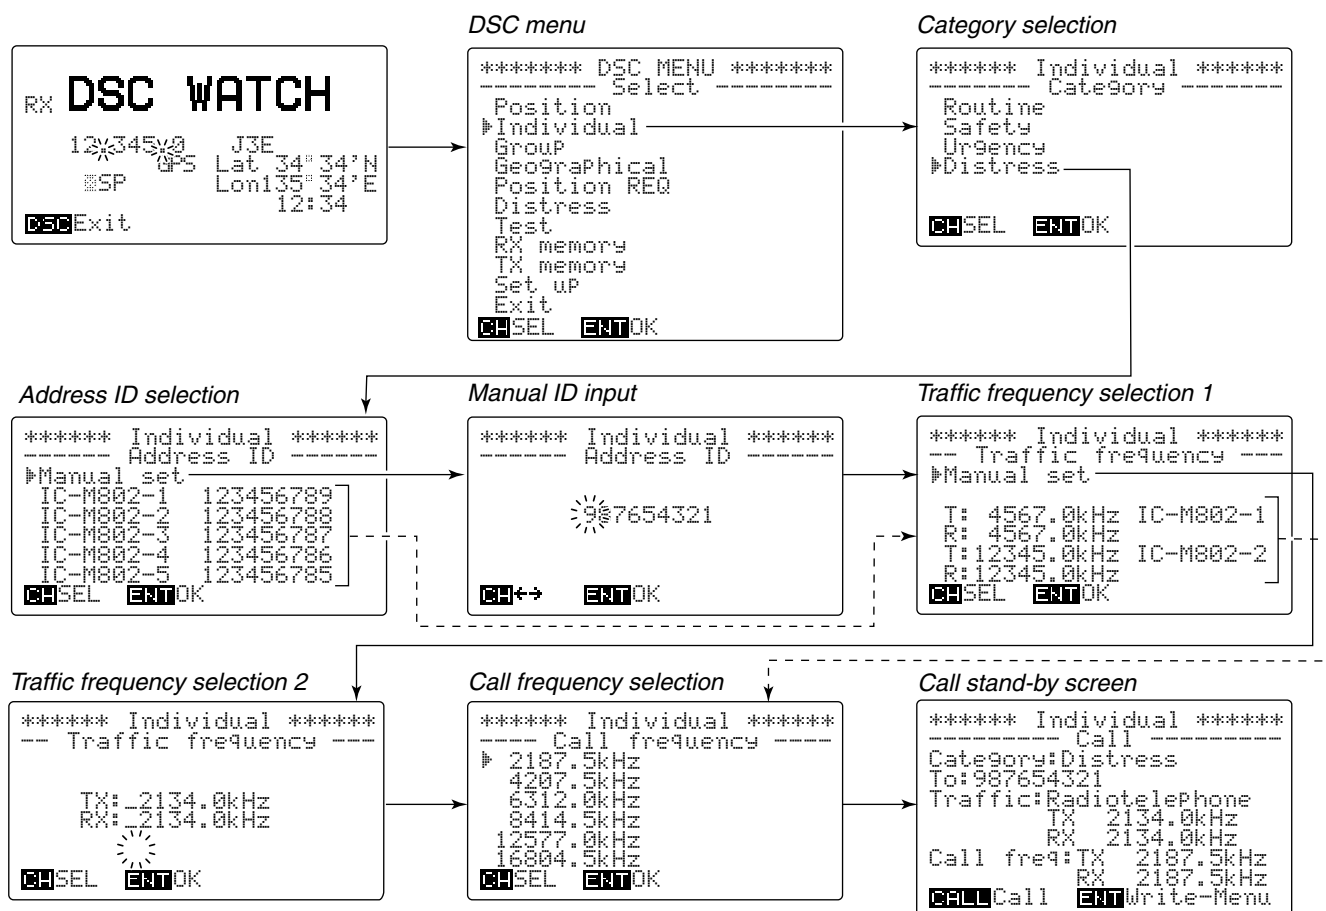 DSC menu
Category selection
RX DSC WATCH
12.345.0 J3E
GPS Lat 34°34'N
SP Lon135°34'E
12:34
DSC Exit
******* DSC MENU *******
-------- Select --------
Position
Individual
Group
Geographical
Position REQ
Distress
Test
RX memory
TX memory
Set up
Exit
CH SEL ENT OK
****** Individual ******
------- Category -------
Routine
Safety
Urgency
Distress
CH SEL ENT OK
Address ID selection
Manual ID input
Traffic frequency selection 1
****** Individual ******
------ Address ID ------
Manual set
IC-M802-1 123456789
IC-M802-2 123456788
IC-M802-3 123456787
IC-M802-4 123456786
IC-M802-5 123456785
CH SEL ENT OK
****** Individual ******
------ Address ID ------
987654321
CH ←→ ENT OK
****** Individual ******
-- Traffic frequency ---
Manual set
T: 4567.0kHz IC-M802-1
R: 4567.0kHz
T:12345.0kHz IC-M802-2
R:12345.0kHz
CH SEL ENT OK
Traffic frequency selection 2
Call frequency selection
Call stand-by screen
****** Individual ******
-- Traffic frequency ---
TX:_2134.0kHz
RX:_2134.0kHz
CH SEL ENT OK
****** Individual ******
---- Call frequency ----
2187.5kHz
4207.5kHz
6312.0kHz
8414.5kHz
12577.0kHz
16804.5kHz
CH SEL ENT OK
****** Individual ******
--------- Call ---------
Category:Distress
To:987654321
Traffic:Radiotelephone
TX 2134.0kHz
RX 2134.0kHz
Call freq:TX 2187.5kHz
RX 2187.5kHz
CALL Call ENT Write-Menu